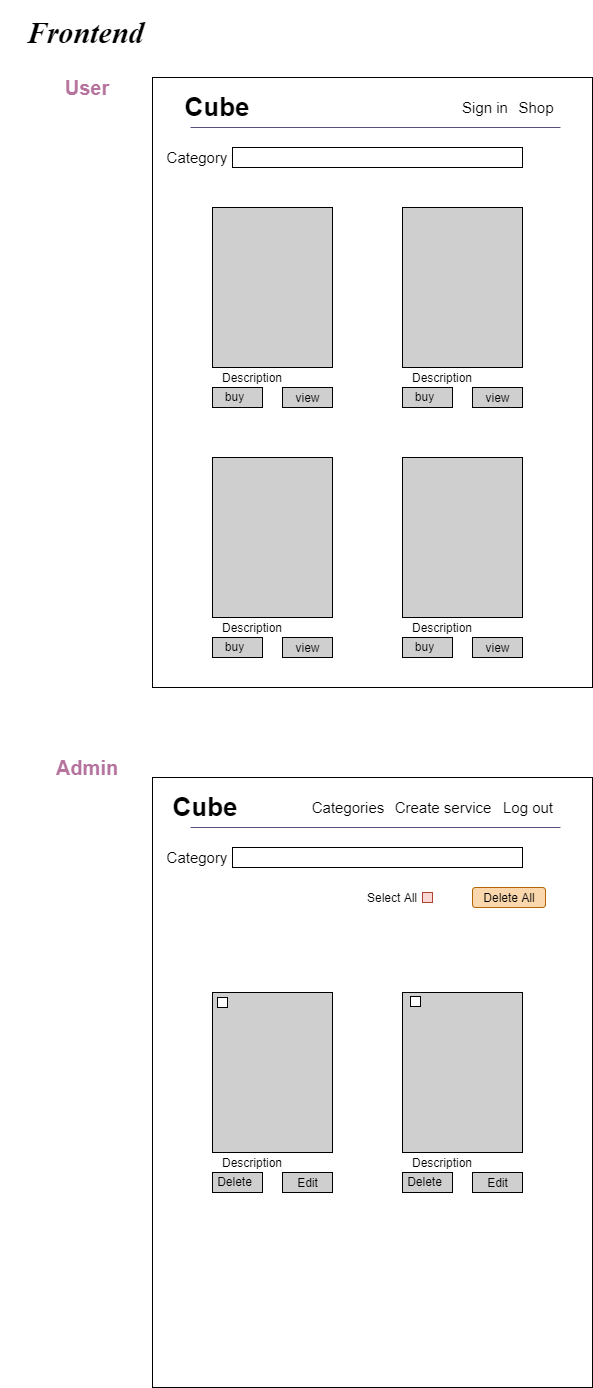 Frontend
User
Cube Sign in Shop
Category
Description Description
buy view buy view
Description Description
buy view buy view
Admin
Cube Categories Create service Log out
Category
Select All Delete All
Description Description
Delete Edit Delete Edit